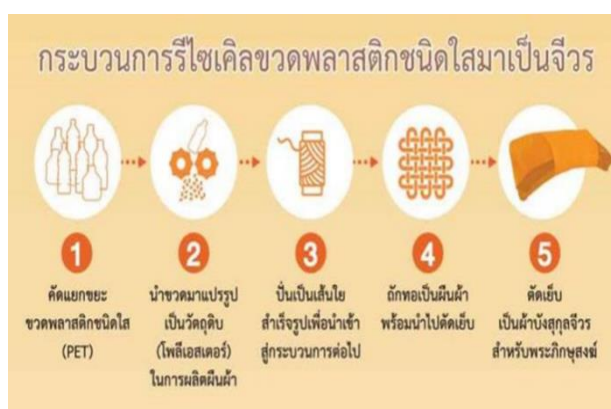 กระบวนการรีไซเคิลขวดพลาสติกชนิดใสมาเป็นจีวร
1
คัดแยกขยะ
ขวดพลาสติกชนิดใส
(PET)
2
นำขวดมาแปรรูป
เป็นวัตถุดิบ
(โพลีเอสเตอร์)
ในการผลิตผืนผ้า
3
ปั่นเป็นเส้นใย
สำเร็จรูปเพื่อนำเข้า
สู่กระบวนการต่อไป
4
ถักทอเป็นผืนผ้า
พร้อมนำไปตัดเย็บ
5
ตัดเย็บ
เป็นผ้าบังสุกุลจีวร
สำหรับพระภิกษุสงฆ์